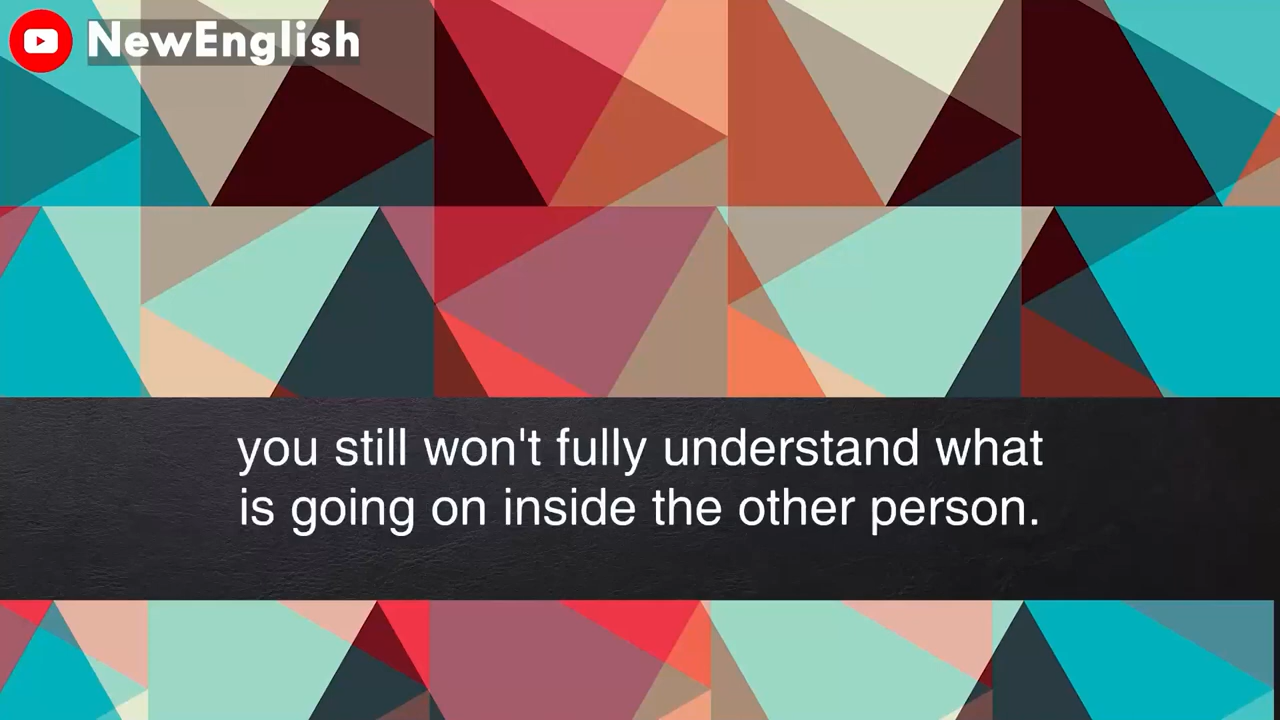 NewEnglish
you still won't fully understand what
is going on inside the other person.